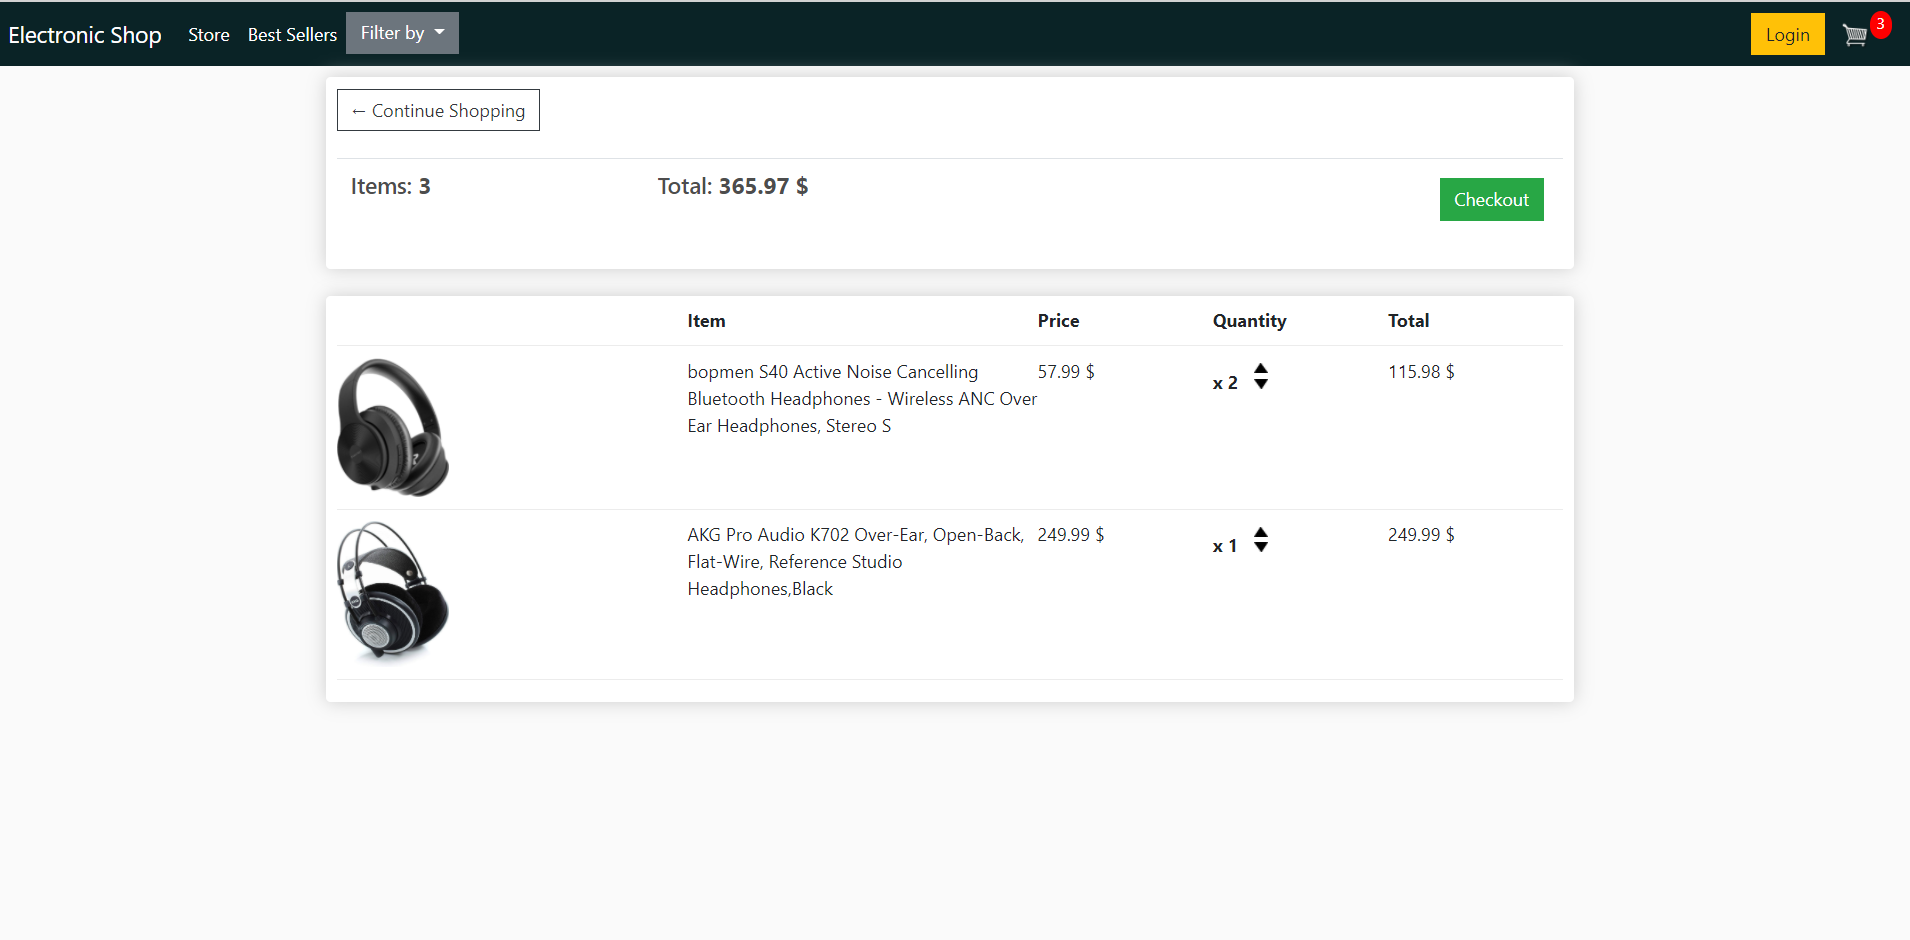 Electronic Shop Store Best Sellers Filter by Login 3
← Continue Shopping
Items: 3 Total: 365.97 $ Checkout
Item Price Quantity Total
bopmen S40 Active Noise Cancelling 57.99 $ x 2 115.98 $
Bluetooth Headphones - Wireless ANC Over
Ear Headphones, Stereo S
AKG Pro Audio K702 Over-Ear, Open-Back, 249.99 $ x 1 249.99 $
Flat-Wire, Reference Studio
Headphones,Black